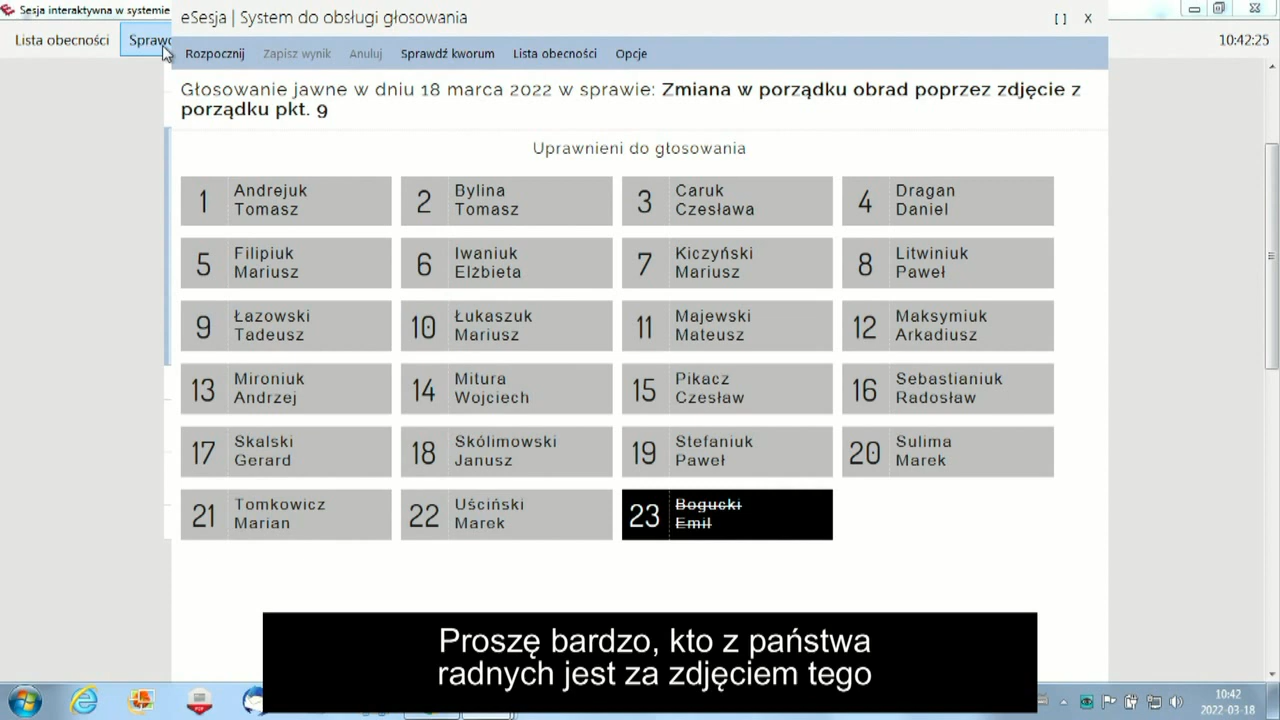 Sesja interaktywna w systemie
eSesja | System do obsługi głosowania
[ ] X
Lista obecności
10:42:25
Rozpocznij Zapisz wynik Anuluj Sprawdź kworum Lista obecności Opcje
Głosowanie jawne w dniu 18 marca 2022 w sprawie: Zmiana w porządku obrad poprzez zdjęcie z
porządku pkt. 9
Uprawnieni do głosowania
1 Andrejuk Tomasz
2 Bylina Tomasz
3 Caruk Czesława
4 Dragan Daniel
5 Filipiuk Mariusz
6 Iwaniuk Elżbieta
7 Kiczyński Mariusz
8 Litwiniuk Paweł
9 Łazowski Tadeusz
10 Łukaszuk Mariusz
11 Majewski Mateusz
12 Maksymiuk Arkadiusz
13 Mironiuk Andrzej
14 Mitura Wojciech
15 Pikacz Czesław
16 Sebastianiuk Radosław
17 Skalski Gerard
18 Skólimowski Janusz
19 Stefaniuk Paweł
20 Sulima Marek
21 Tomkowicz Marian
22 Uściński Marek
23 Bogucki Emil
Proszę bardzo, kto z państwa
radnych jest za zdjęciem tego
10:42
2022-03-18